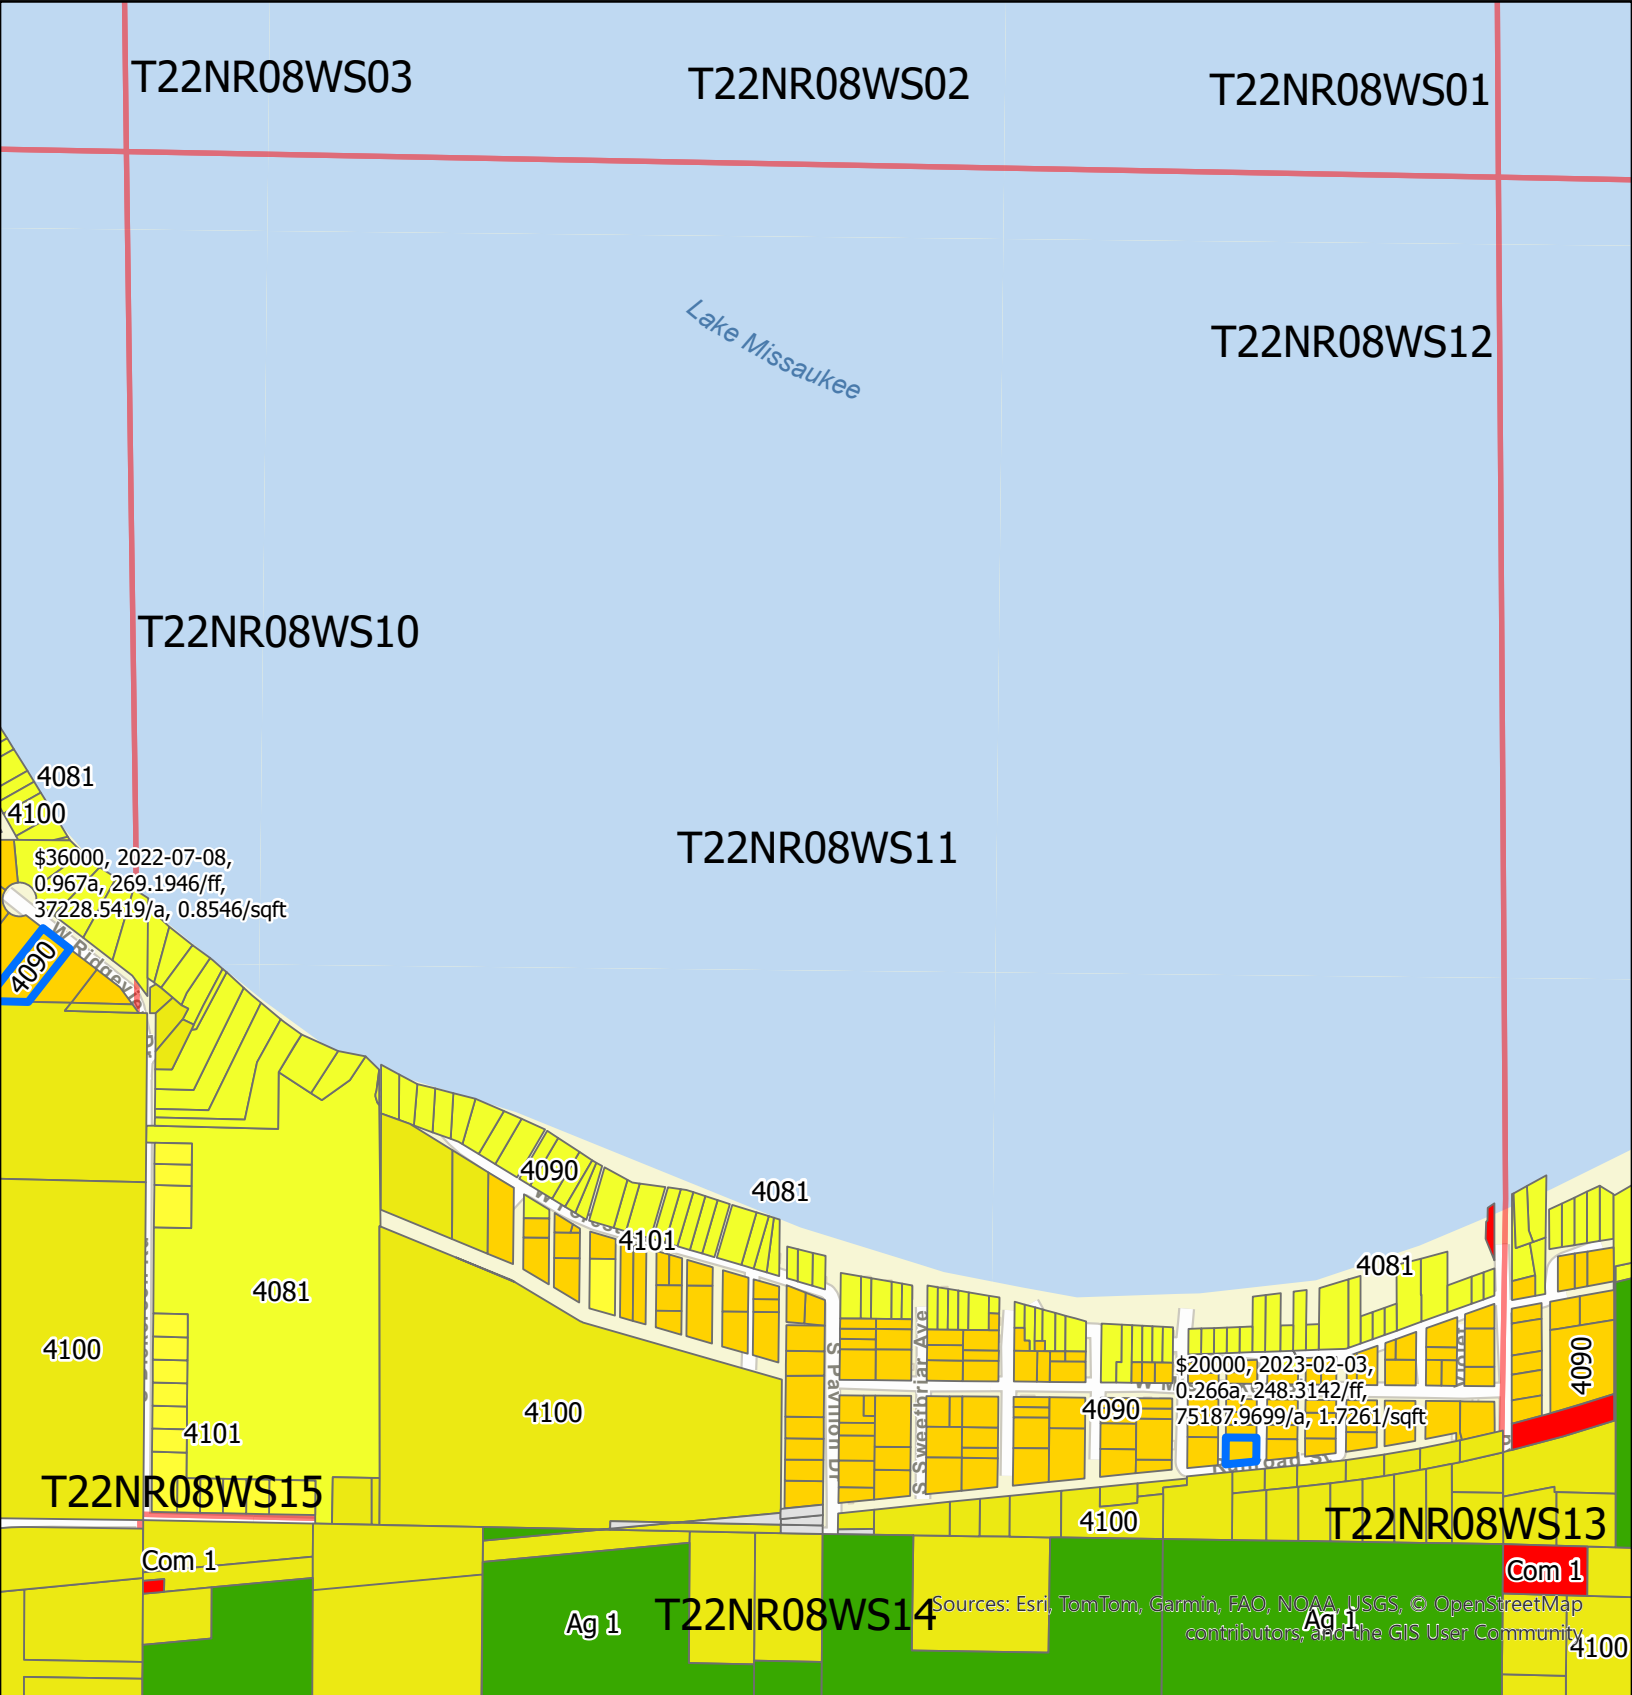 T22NR08WS03
T22NR08WS02
T22NR08WS01
Lake Missaukee
T22NR08WS12
T22NR08WS10
4081
4100
T22NR08WS11
$36000, 2022-07-08,
0.967a, 269.1946/ff,
37228.5419/a, 0.8546/sqft
4090
W Ridgeview
Dr
4090
4081
4101
4081
4081
4100
4090
4100
4101
S Pavilion Dr
S Sweetbriar Ave
$20000, 2023-02-03,
0.266a, 248.3142/ff,
75187.9699/a, 1.7261/sqft
4090
Railroad St
T22NR08WS15
4100
T22NR08WS13
Com 1
Com 1
Ag 1
T22NR08WS14
Ag 1
4100
Sources: Esri, TomTom, Garmin, FAO, NOAA, USGS, © OpenStreetMap
contributors, and the GIS User Community